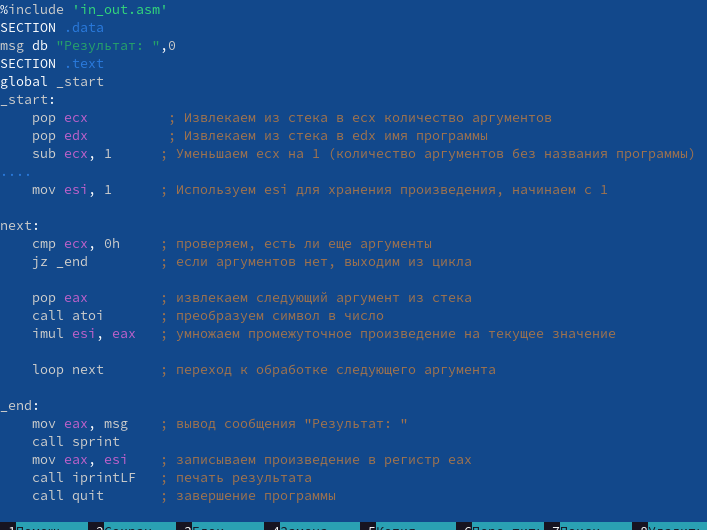 %include 'in_out.asm'
SECTION .data
msg db "Результат: ",0
SECTION .text
global _start
_start:
    pop ecx          ; Извлекаем из стека в ecx количество аргументов
    pop edx          ; Извлекаем из стека в edx имя программы
    sub ecx, 1      ; Уменьшаем ecx на 1 (количество аргументов без названия программы)
....
    mov esi, 1      ; Используем esi для хранения произведения, начинаем с 1
next:
    cmp ecx, 0h     ; проверяем, есть ли еще аргументы
    jz _end         ; если аргументов нет, выходим из цикла
    pop eax         ; извлекаем следующий аргумент из стека
    call atoi       ; преобразуем символ в число
    imul esi, eax   ; умножаем промежуточное произведение на текущее значение
    loop next       ; переход к обработке следующего аргумента
_end:
    mov eax, msg    ; вывод сообщения "Результат: "
    call sprint
    mov eax, esi    ; записываем произведение в регистр eax
    call iprintLF   ; печать результата
    call quit       ; завершение программы